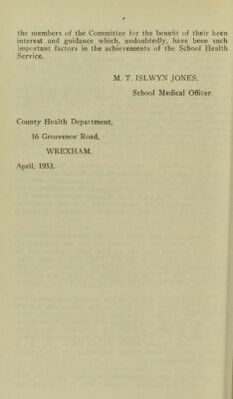 the members of the Committee for the benefit of their keen
interest and guidance which, undoubtedly, have been such
important factors in the achievements of the School Health
Service.
M. T. ISLWYN JONES,
School Medical Officer.
County Health Department,
16 Grosvenor Road,
WREXHAM.
April, 1953.